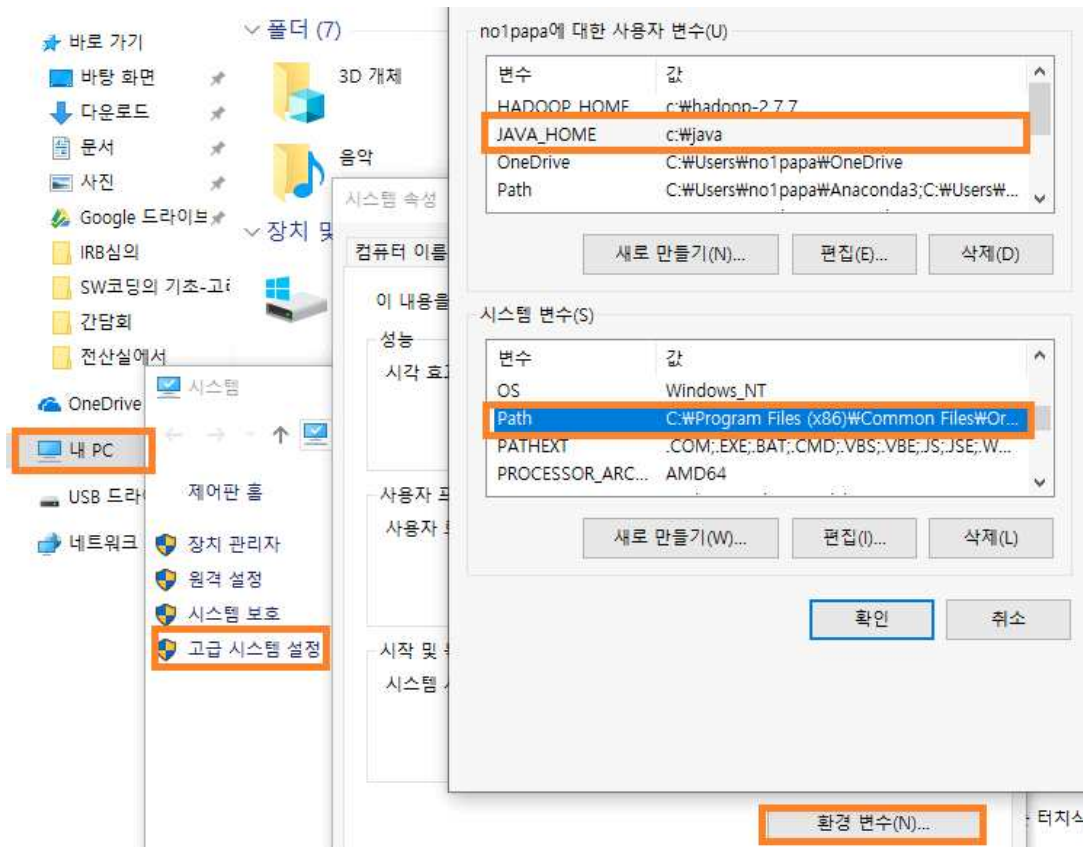 바로 가기
바탕 화면
다운로드
문서
사진
Google 드라이브
IRB심의
SW코딩의 기초-고려
간담회
전산실에서
OneDrive
내 PC
USB 드라이
네트워크
폴더 (7)
3D 개체
음악
장치 및
시스템
제어판 홈
장치 관리자
원격 설정
시스템 보호
고급 시스템 설정
시스템 속성
컴퓨터 이름
이 내용을
성능
시각 효
사용자 프
사용자
시작 및
시스템
환경 변수(N)...
터치식
no1papa에 대한 사용자 변수(U)
변수 값
HADOOP_HOME c:₩hadoop-2.7.7
JAVA_HOME c:₩java
OneDrive C:₩Users₩no1papa₩OneDrive
Path C:₩Users₩no1papa₩Anaconda3;C:₩Users₩...
새로 만들기(N)... 편집(E)... 삭제(D)
시스템 변수(S)
변수 값
OS Windows_NT
Path C:₩Program Files (x86)₩Common Files₩Or...
PATHEXT .COM;.EXE;.BAT;.CMD;.VBS;.VBE;.JS;.JSE;.W...
PROCESSOR_ARC... AMD64
새로 만들기(W)... 편집(I)... 삭제(L)
확인 취소